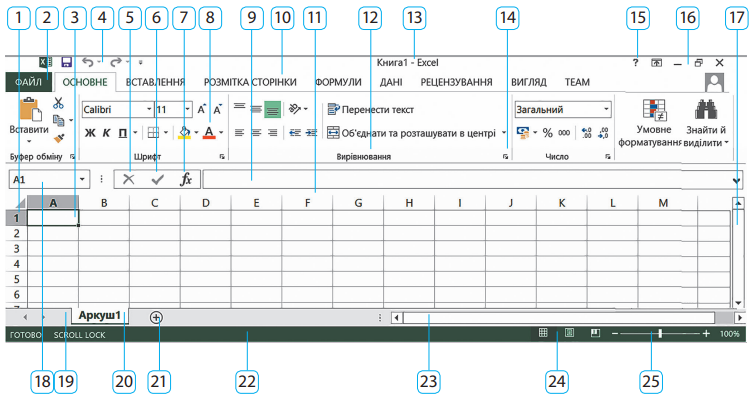 1 2 3 4 5 6 7 8 9 10 11 12 13 14 15 16 17
Книга1 - Excel ?
ФАЙЛ ОСНОВНЕ ВСТАВЛЕННЯ РОЗМІТКА СТОРІНКИ ФОРМУЛИ ДАНІ РЕЦЕНЗУВАННЯ ВИГЛЯД TEAM
Вставити
Calibri 11 A A
Ж К П A
Перенести текст
Об'єднати та розташувати в центрі
Загальний
% 000 ,0 ,00 ,00 ,0
Умовне форматування
Знайти й виділити
Буфер обміну Шрифт Вирівнювання Число
A1 fx
A B C D E F G H I J K L M
1
2
3
4
5
6
7
Аркуш1
ГОТОВО SCROLL LOCK 100%
18 19 20 21 22 23 24 25